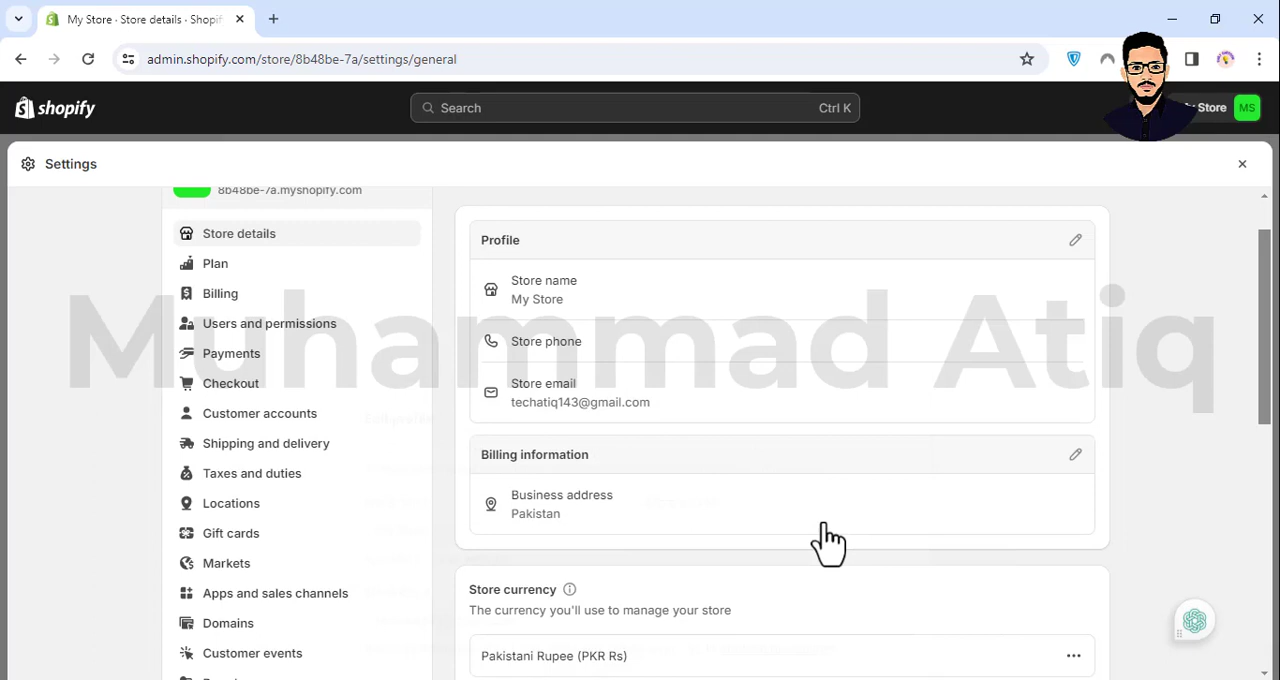 My Store · Store details · Shopif
admin.shopify.com/store/8b48be-7a/settings/general
shopify
Search
Ctrl K
Store
MS
Settings
8b48be-7a.myshopify.com
Store details
Plan
Billing
Users and permissions
Payments
Checkout
Customer accounts
Shipping and delivery
Taxes and duties
Locations
Gift cards
Markets
Apps and sales channels
Domains
Customer events
Profile
Store name
My Store
Store phone
Store email
techatiq143@gmail.com
Billing information
Business address
Pakistan
Store currency
The currency you'll use to manage your store
Pakistani Rupee (PKR Rs)
Muhammad Atiq